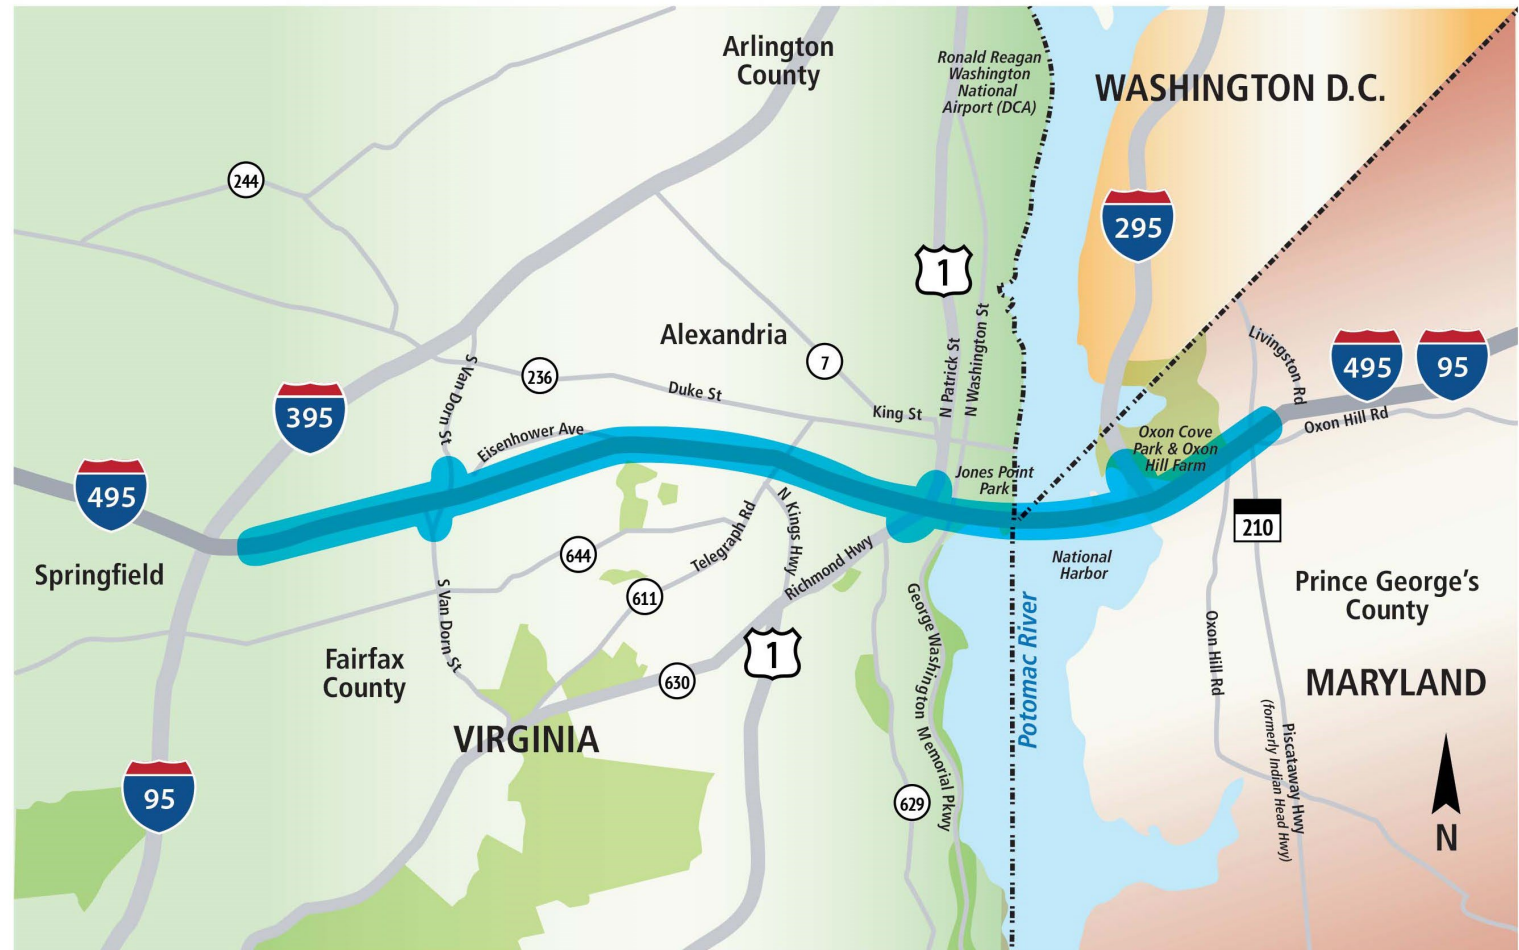 Arlington
County
Ronald Reagan
Washington
National
Airport (DCA)
WASHINGTON D.C.
244
295
1
N Patrick St
N Washington St
Alexandria
7
236
S Van Dorn St
Duke St
King St
Livingston Rd
495
95
395
Eisenhower Ave
Oxon Hill Rd
Oxon Cove
Park & Oxon
Hill Farm
Jones Point
Park
495
210
Springfield
644
Telegraph Rd
N Kings Hwy
Richmond Hwy
National
Harbor
Prince George's
County
611
S Van Dorn St
George Washington Memorial Pkwy
Potomac River
Oxon Hill Rd
Fairfax
County
630
1
MARYLAND
VIRGINIA
Piscataway Hwy
(formerly Indian Head Hwy)
95
629
N